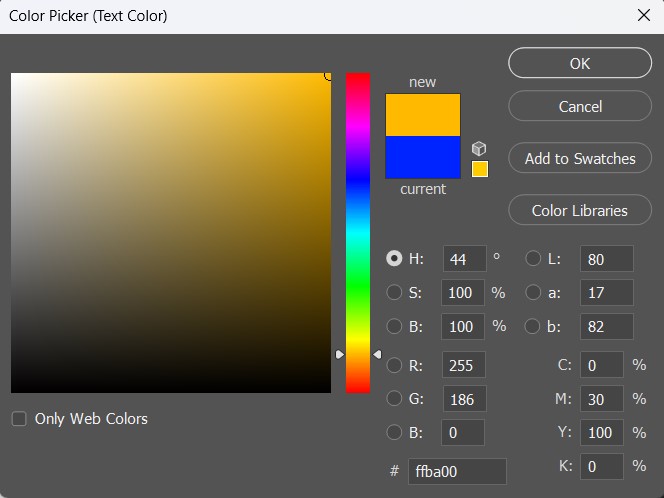 Color Picker (Text Color)
new
current
OK
Cancel
Add to Swatches
Color Libraries
H: 44 °
S: 100 %
B: 100 %
R: 255
G: 186
B: 0
# ffba00
L: 80
a: 17
b: 82
C: 0 %
M: 30 %
Y: 100 %
K: 0 %
Only Web Colors